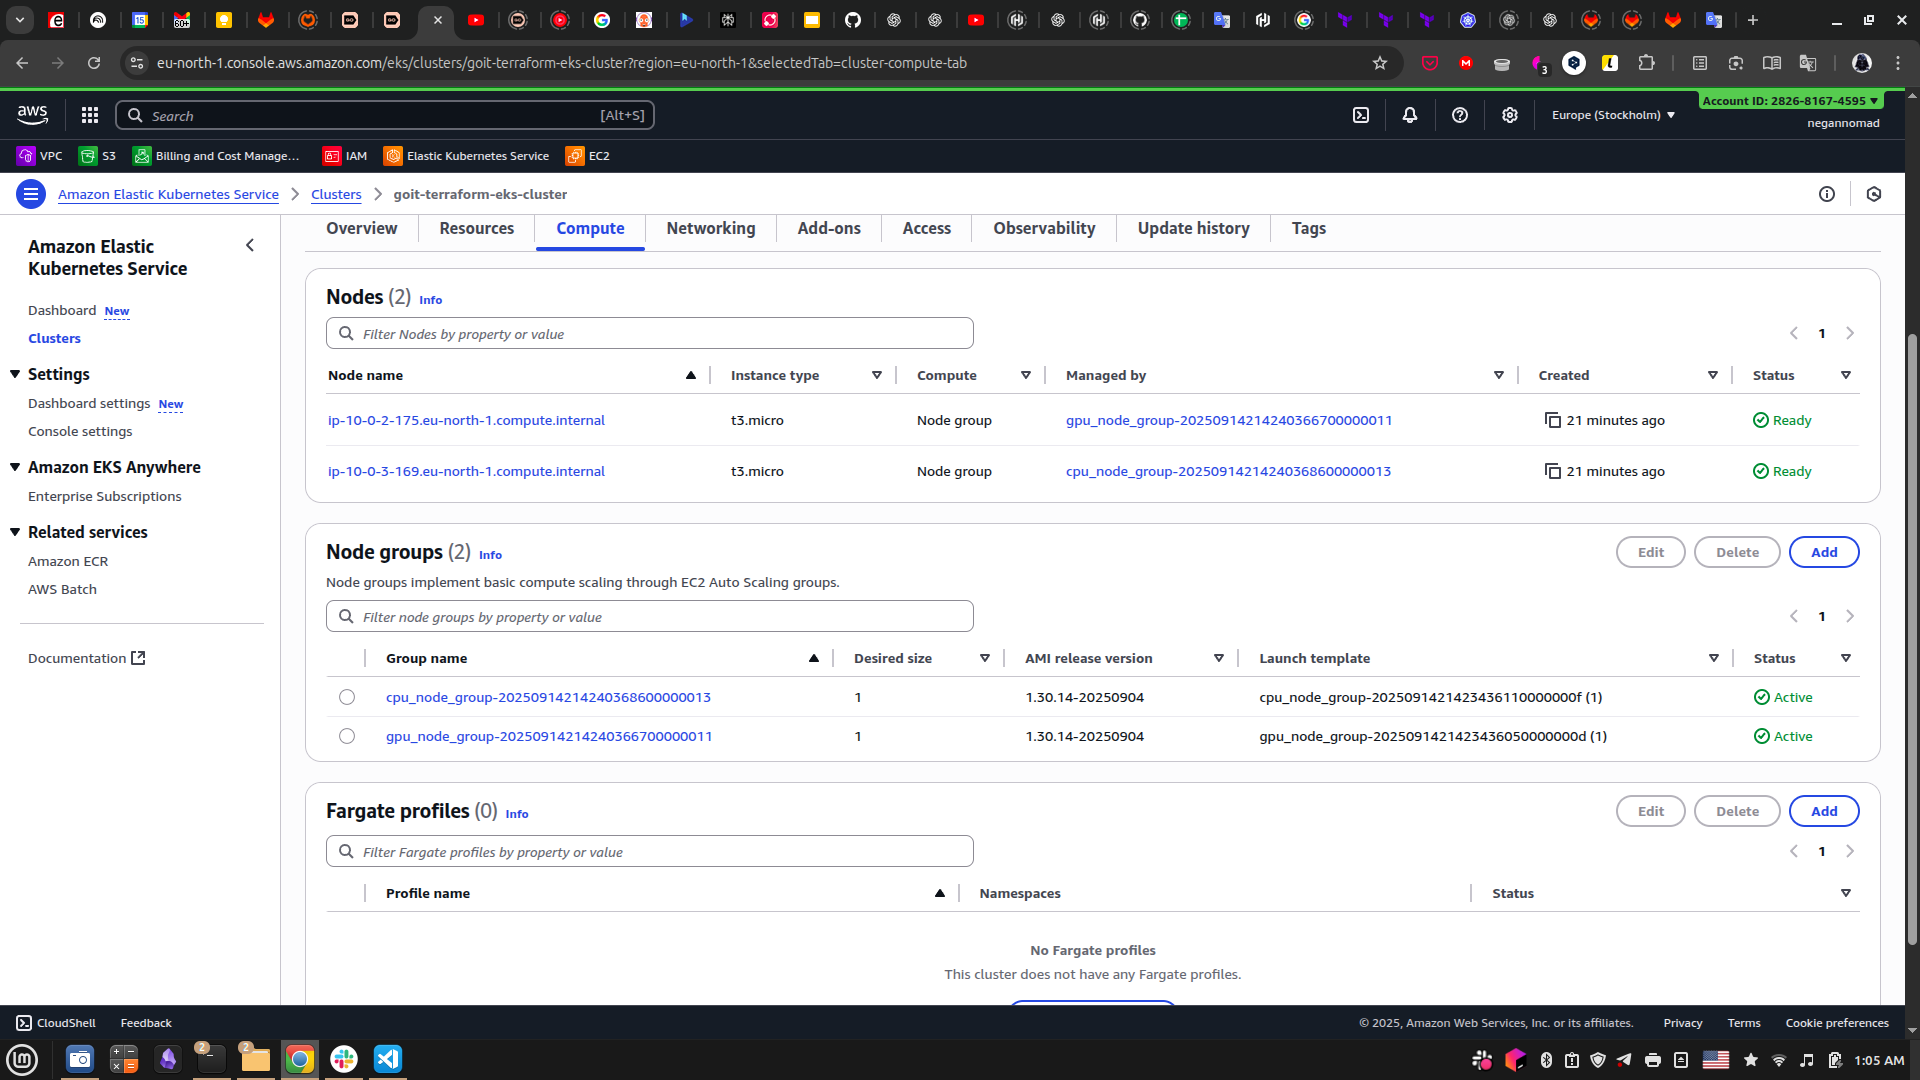 eu-north-1.console.aws.amazon.com/eks/clusters/goit-terraform-eks-cluster?region=eu-north-1&selectedTab=cluster-compute-tab
aws
Search [Alt+S]
Europe (Stockholm) ▼
Account ID: 2826-8167-4595 ▼
negannomad
VPC S3 Billing and Cost Manage... IAM Elastic Kubernetes Service EC2
Amazon Elastic Kubernetes Service > Clusters > goit-terraform-eks-cluster
Amazon Elastic
Kubernetes Service
Dashboard New
Clusters
Settings
Dashboard settings New
Console settings
Amazon EKS Anywhere
Enterprise Subscriptions
Related services
Amazon ECR
AWS Batch
Documentation
Overview Resources Compute Networking Add-ons Access Observability Update history Tags
Nodes (2) Info
Filter Nodes by property or value
1
Node name Instance type Compute Managed by Created Status
ip-10-0-2-175.eu-north-1.compute.internal t3.micro Node group gpu_node_group-20250914214240366700000011 21 minutes ago Ready
ip-10-0-3-169.eu-north-1.compute.internal t3.micro Node group cpu_node_group-20250914214240368600000013 21 minutes ago Ready
Node groups (2) Info
Edit Delete Add
Node groups implement basic compute scaling through EC2 Auto Scaling groups.
Filter node groups by property or value
1
Group name Desired size AMI release version Launch template Status
cpu_node_group-20250914214240368600000013 1 1.30.14-20250904 cpu_node_group-2025091421423436110000000f (1) Active
gpu_node_group-20250914214240366700000011 1 1.30.14-20250904 gpu_node_group-2025091421423436050000000d (1) Active
Fargate profiles (0) Info
Edit Delete Add
Filter Fargate profiles by property or value
1
Profile name Namespaces Status
No Fargate profiles
This cluster does not have any Fargate profiles.
CloudShell Feedback
© 2025, Amazon Web Services, Inc. or its affiliates. Privacy Terms Cookie preferences
1:05 AM